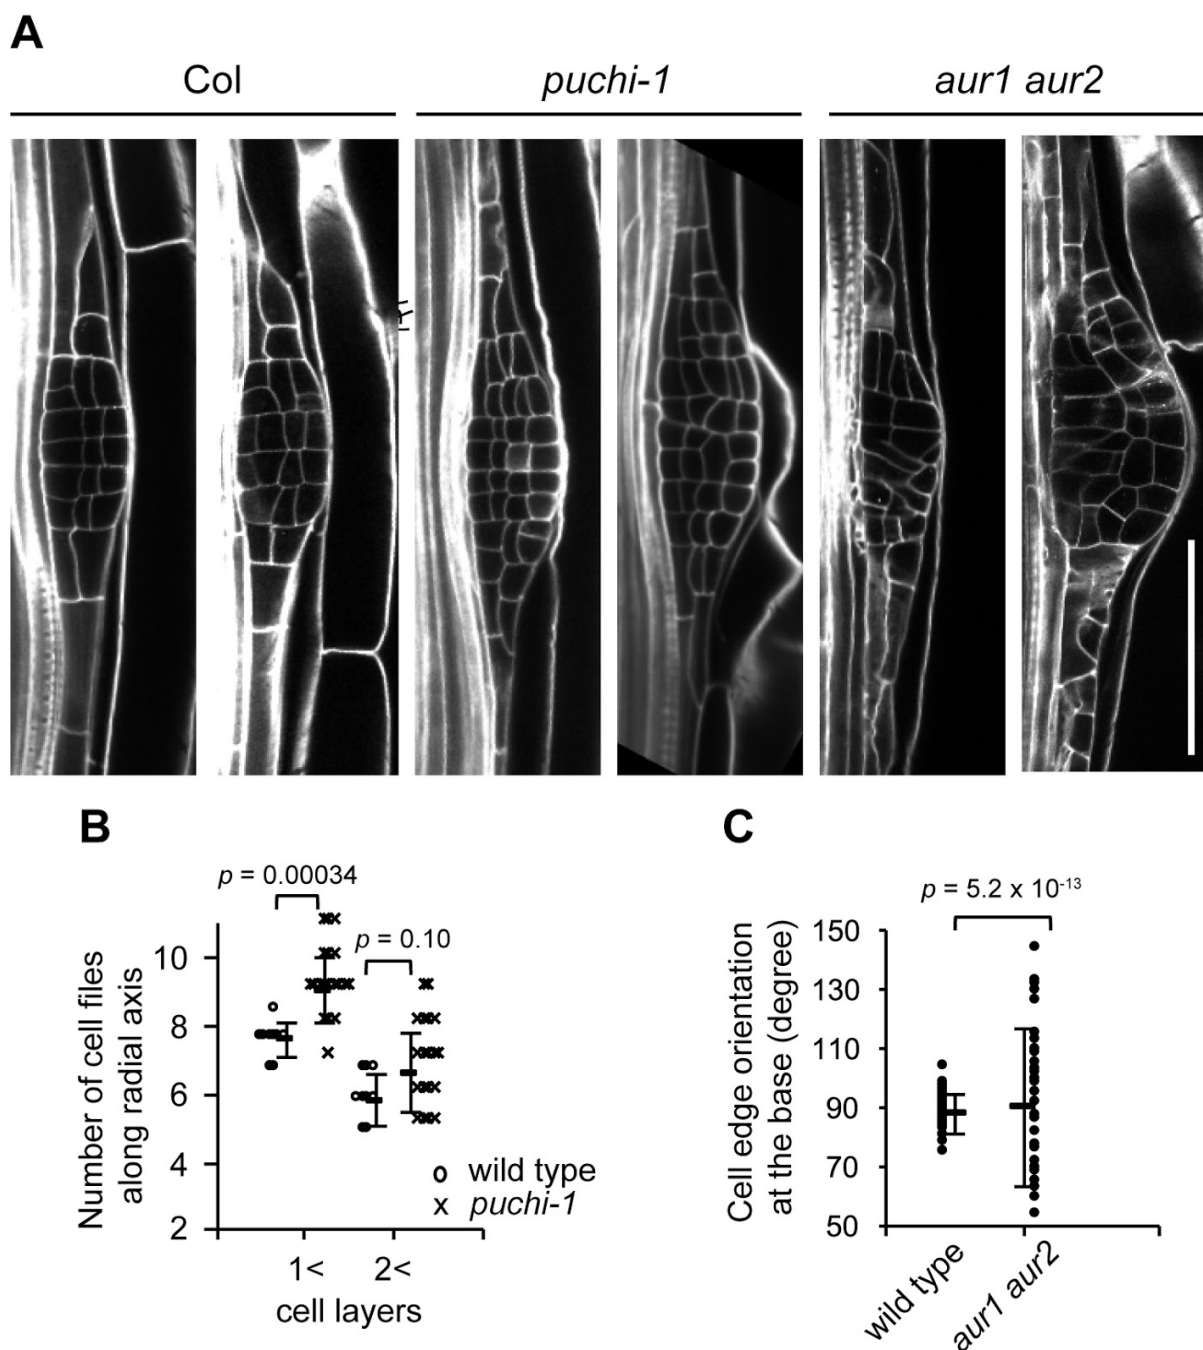 A
Col
puchi-1
aur1 aur2
B
p = 0.00034
p = 0.10
10
8
6
4
2
Number of cell files
along radial axis
wild type
puchi-1
1<
2<
cell layers
C
p = 5.2 x 10⁻¹³
150
130
110
90
70
50
Cell edge orientation
at the base (degree)
wild type
aur1 aur2